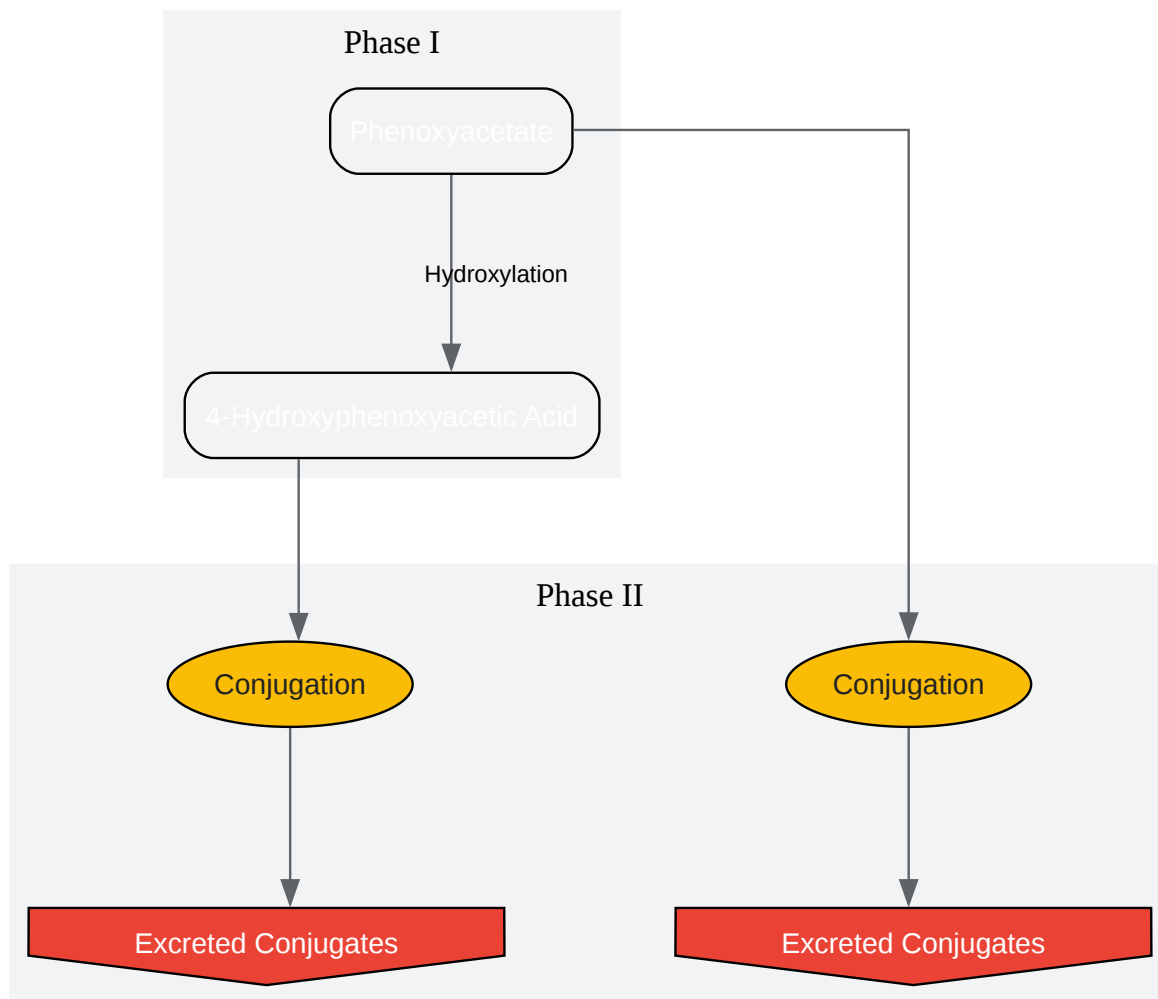 Phase I
Phenoxyacetate
Hydroxylation
4-Hydroxyphenoxyacetic Acid
Phase II
Conjugation
Conjugation
Excreted Conjugates
Excreted Conjugates